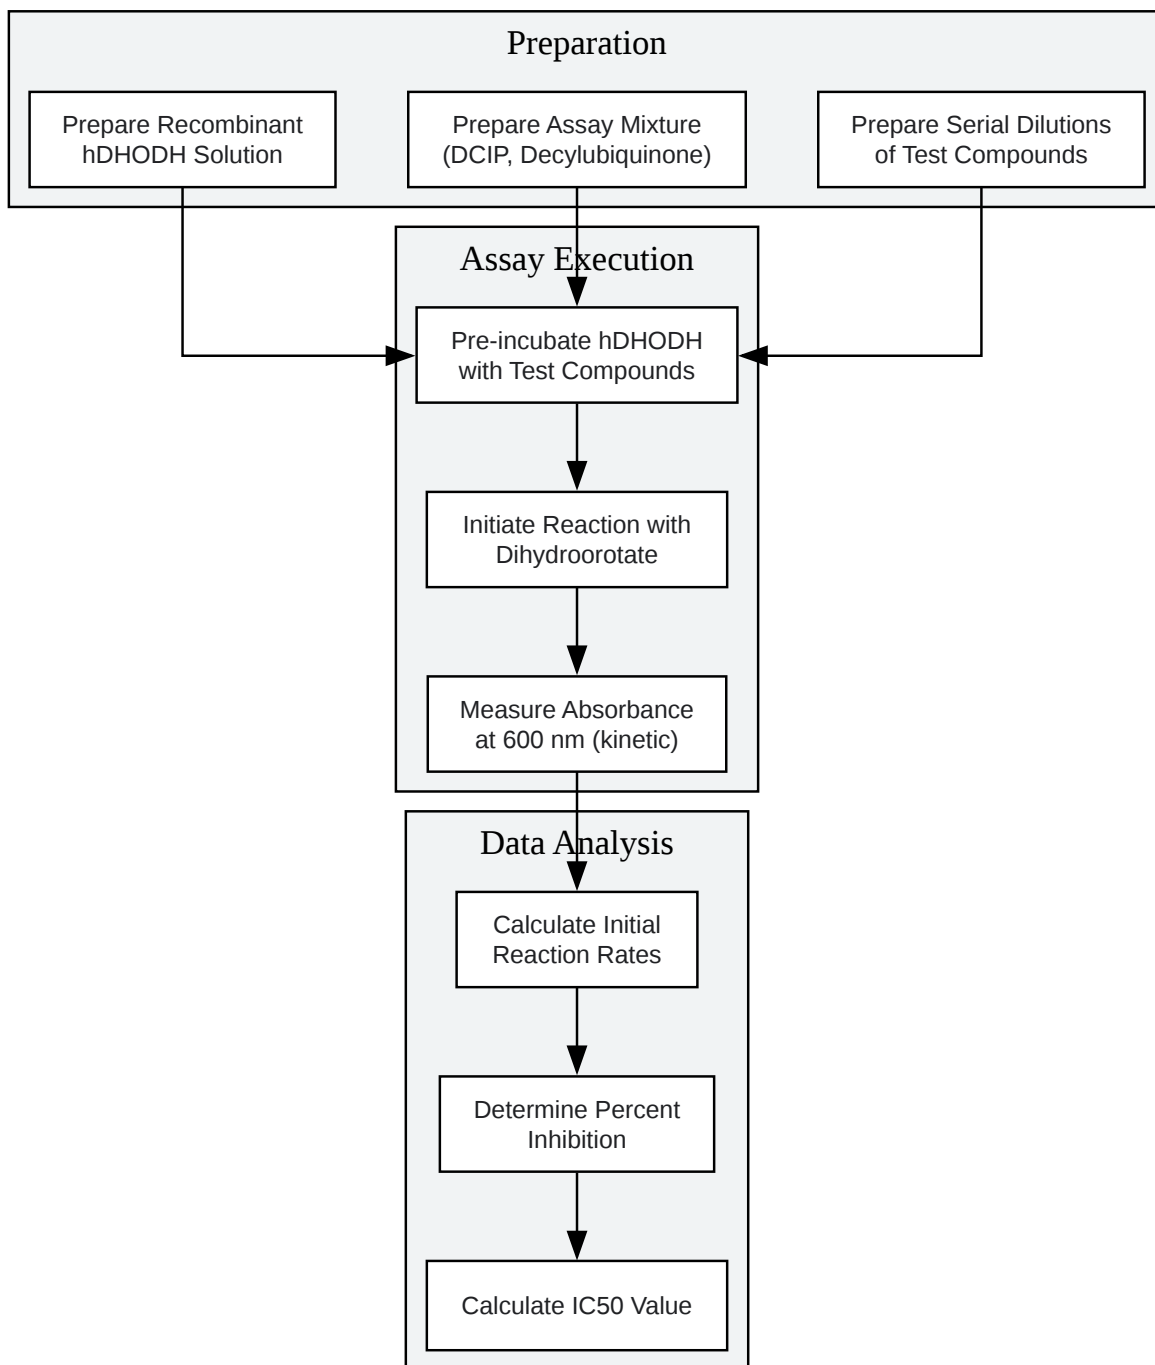 Preparation
Prepare Recombinant
hDHODH Solution
Prepare Assay Mixture
(DCIP, Decylubiquinone)
Prepare Serial Dilutions
of Test Compounds
Assay Execution
Pre-incubate hDHODH
with Test Compounds
Initiate Reaction with
Dihydroorotate
Measure Absorbance
at 600 nm (kinetic)
Data Analysis
Calculate Initial
Reaction Rates
Determine Percent
Inhibition
Calculate IC50 Value